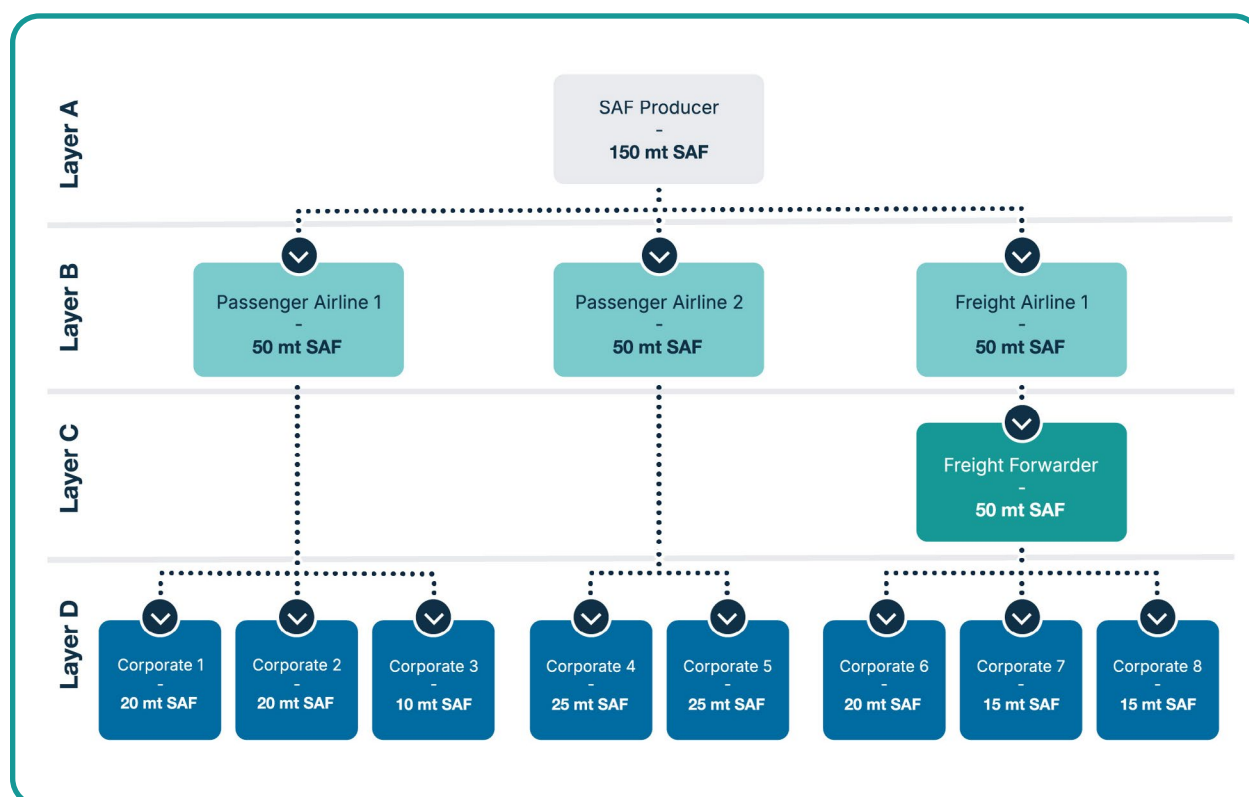 Layer A
SAF Producer
-
150 mt SAF
Layer B
Passenger Airline 1
-
50 mt SAF
Passenger Airline 2
-
50 mt SAF
Freight Airline 1
-
50 mt SAF
Layer C
Freight Forwarder
-
50 mt SAF
Layer D
Corporate 1
-
20 mt SAF
Corporate 2
-
20 mt SAF
Corporate 3
-
10 mt SAF
Corporate 4
-
25 mt SAF
Corporate 5
-
25 mt SAF
Corporate 6
-
20 mt SAF
Corporate 7
-
15 mt SAF
Corporate 8
-
15 mt SAF